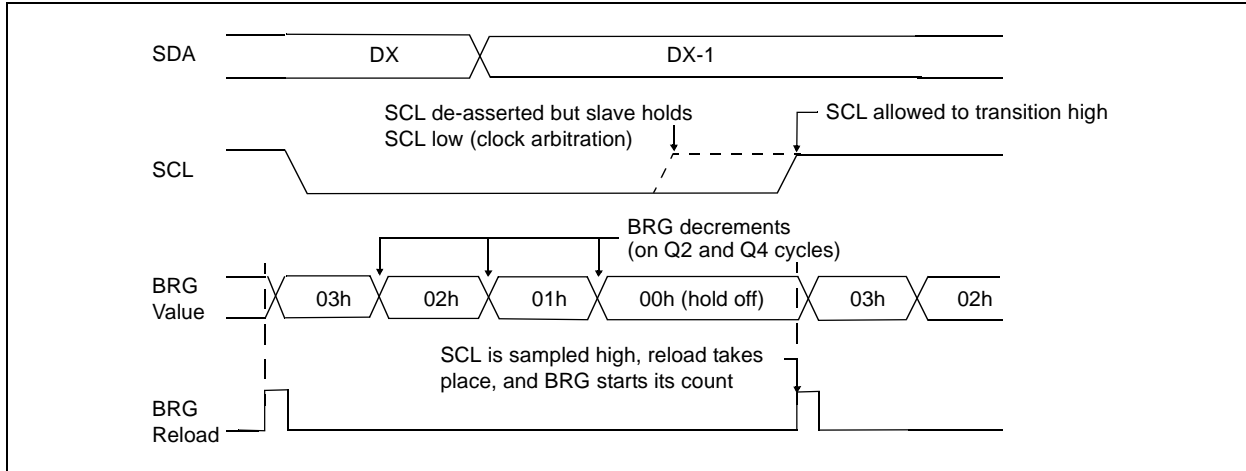 SDA
DX
DX-1
SCL de-asserted but slave holds
SCL low (clock arbitration)
SCL allowed to transition high
SCL
BRG decrements
(on Q2 and Q4 cycles)
BRG
Value
03h
02h
01h
00h (hold off)
03h
02h
SCL is sampled high, reload takes
place, and BRG starts its count
BRG
Reload